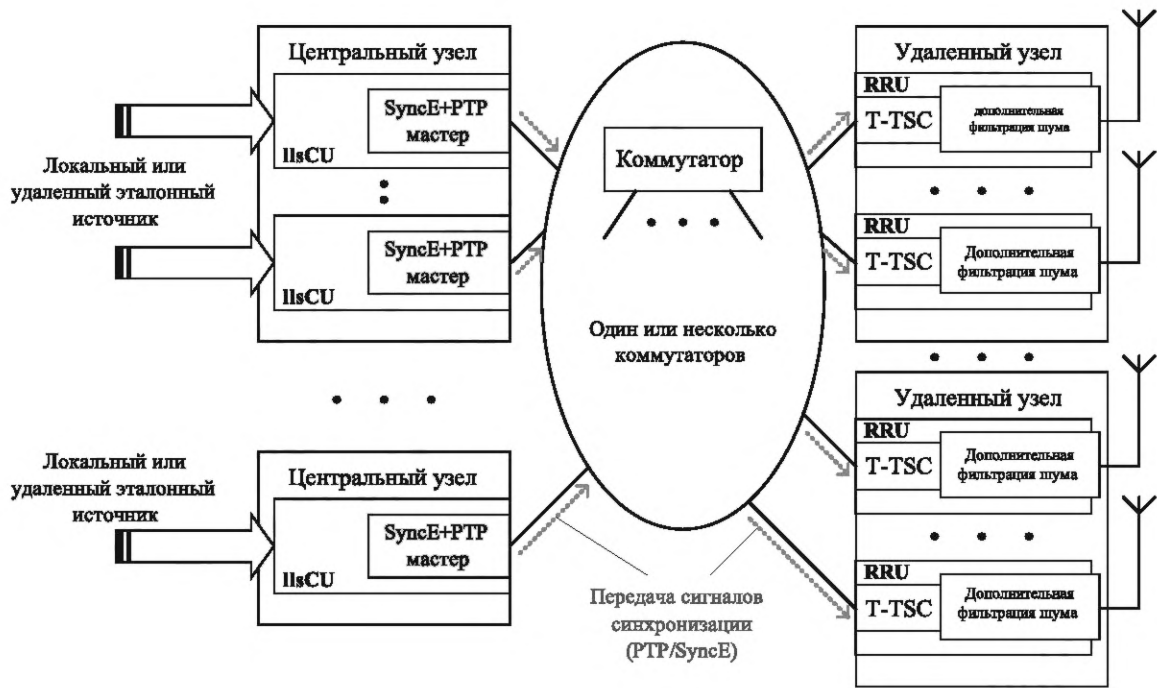 Центральный узел
SyncE+PTP
мастер
llsCU
Локальный или
удаленный эталонный
источник
SyncE+PTP
мастер
llsCU
Локальный или
удаленный эталонный
источник
Центральный узел
SyncE+PTP
мастер
llsCU
Коммутатор
Один или несколько
коммутаторов
Передача сигналов
синхронизации
(PTP/SyncE)
Удаленный узел
RRU
T-TSC
дополнительная
фильтрация шума
RRU
T-TSC
Дополнительная
фильтрация шума
Удаленный узел
RRU
T-TSC
Дополнительная
фильтрация шума
RRU
T-TSC
Дополнительная
фильтрация шума